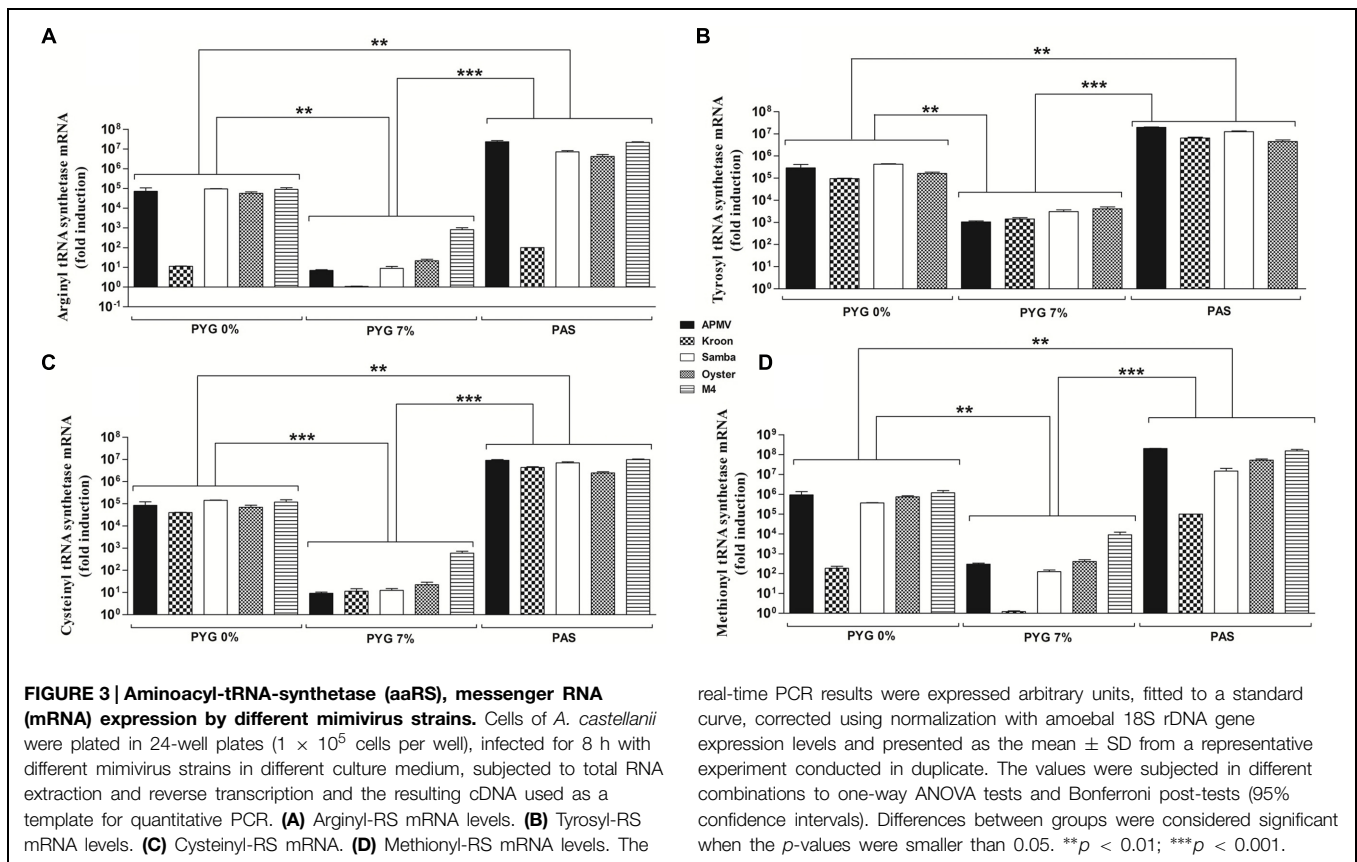 A
**
***
**
Arginyl tRNA synthetase mRNA
(fold induction)
10⁸
10⁷
10⁶
10⁵
10⁴
10³
10²
10¹
10⁰
10⁻¹
PYG 0%
PYG 7%
PAS
B
**
***
**
Tyrosyl tRNA synthetase mRNA
(fold induction)
10⁸
10⁷
10⁶
10⁵
10⁴
10³
10²
10¹
10⁰
PYG 0%
PYG 7%
PAS
APMV
Kroon
Samba
Oyster
M4
C
**
***
***
Cysteinyl tRNA synthetase mRNA
(fold induction)
10⁸
10⁷
10⁶
10⁵
10⁴
10³
10²
10¹
10⁰
PYG 0%
PYG 7%
PAS
D
**
***
**
Methionyl tRNA synthetase mRNA
(fold induction)
10⁹
10⁸
10⁷
10⁶
10⁵
10⁴
10³
10²
10¹
10⁰
PYG 0%
PYG 7%
PAS
FIGURE 3 | Aminoacyl-tRNA-synthetase (aaRS), messenger RNA
(mRNA) expression by different mimivirus strains. Cells of A. castellanii
were plated in 24-well plates (1 × 10⁵ cells per well), infected for 8 h with
different mimivirus strains in different culture medium, subjected to total RNA
extraction and reverse transcription and the resulting cDNA used as a
template for quantitative PCR. (A) Arginyl-RS mRNA levels. (B) Tyrosyl-RS
mRNA levels. (C) Cysteinyl-RS mRNA. (D) Methionyl-RS mRNA levels. The
real-time PCR results were expressed arbitrary units, fitted to a standard
curve, corrected using normalization with amoebal 18S rDNA gene
expression levels and presented as the mean ± SD from a representative
experiment conducted in duplicate. The values were subjected in different
combinations to one-way ANOVA tests and Bonferroni post-tests (95%
confidence intervals). Differences between groups were considered significant
when the p-values were smaller than 0.05. **p < 0.01; ***p < 0.001.